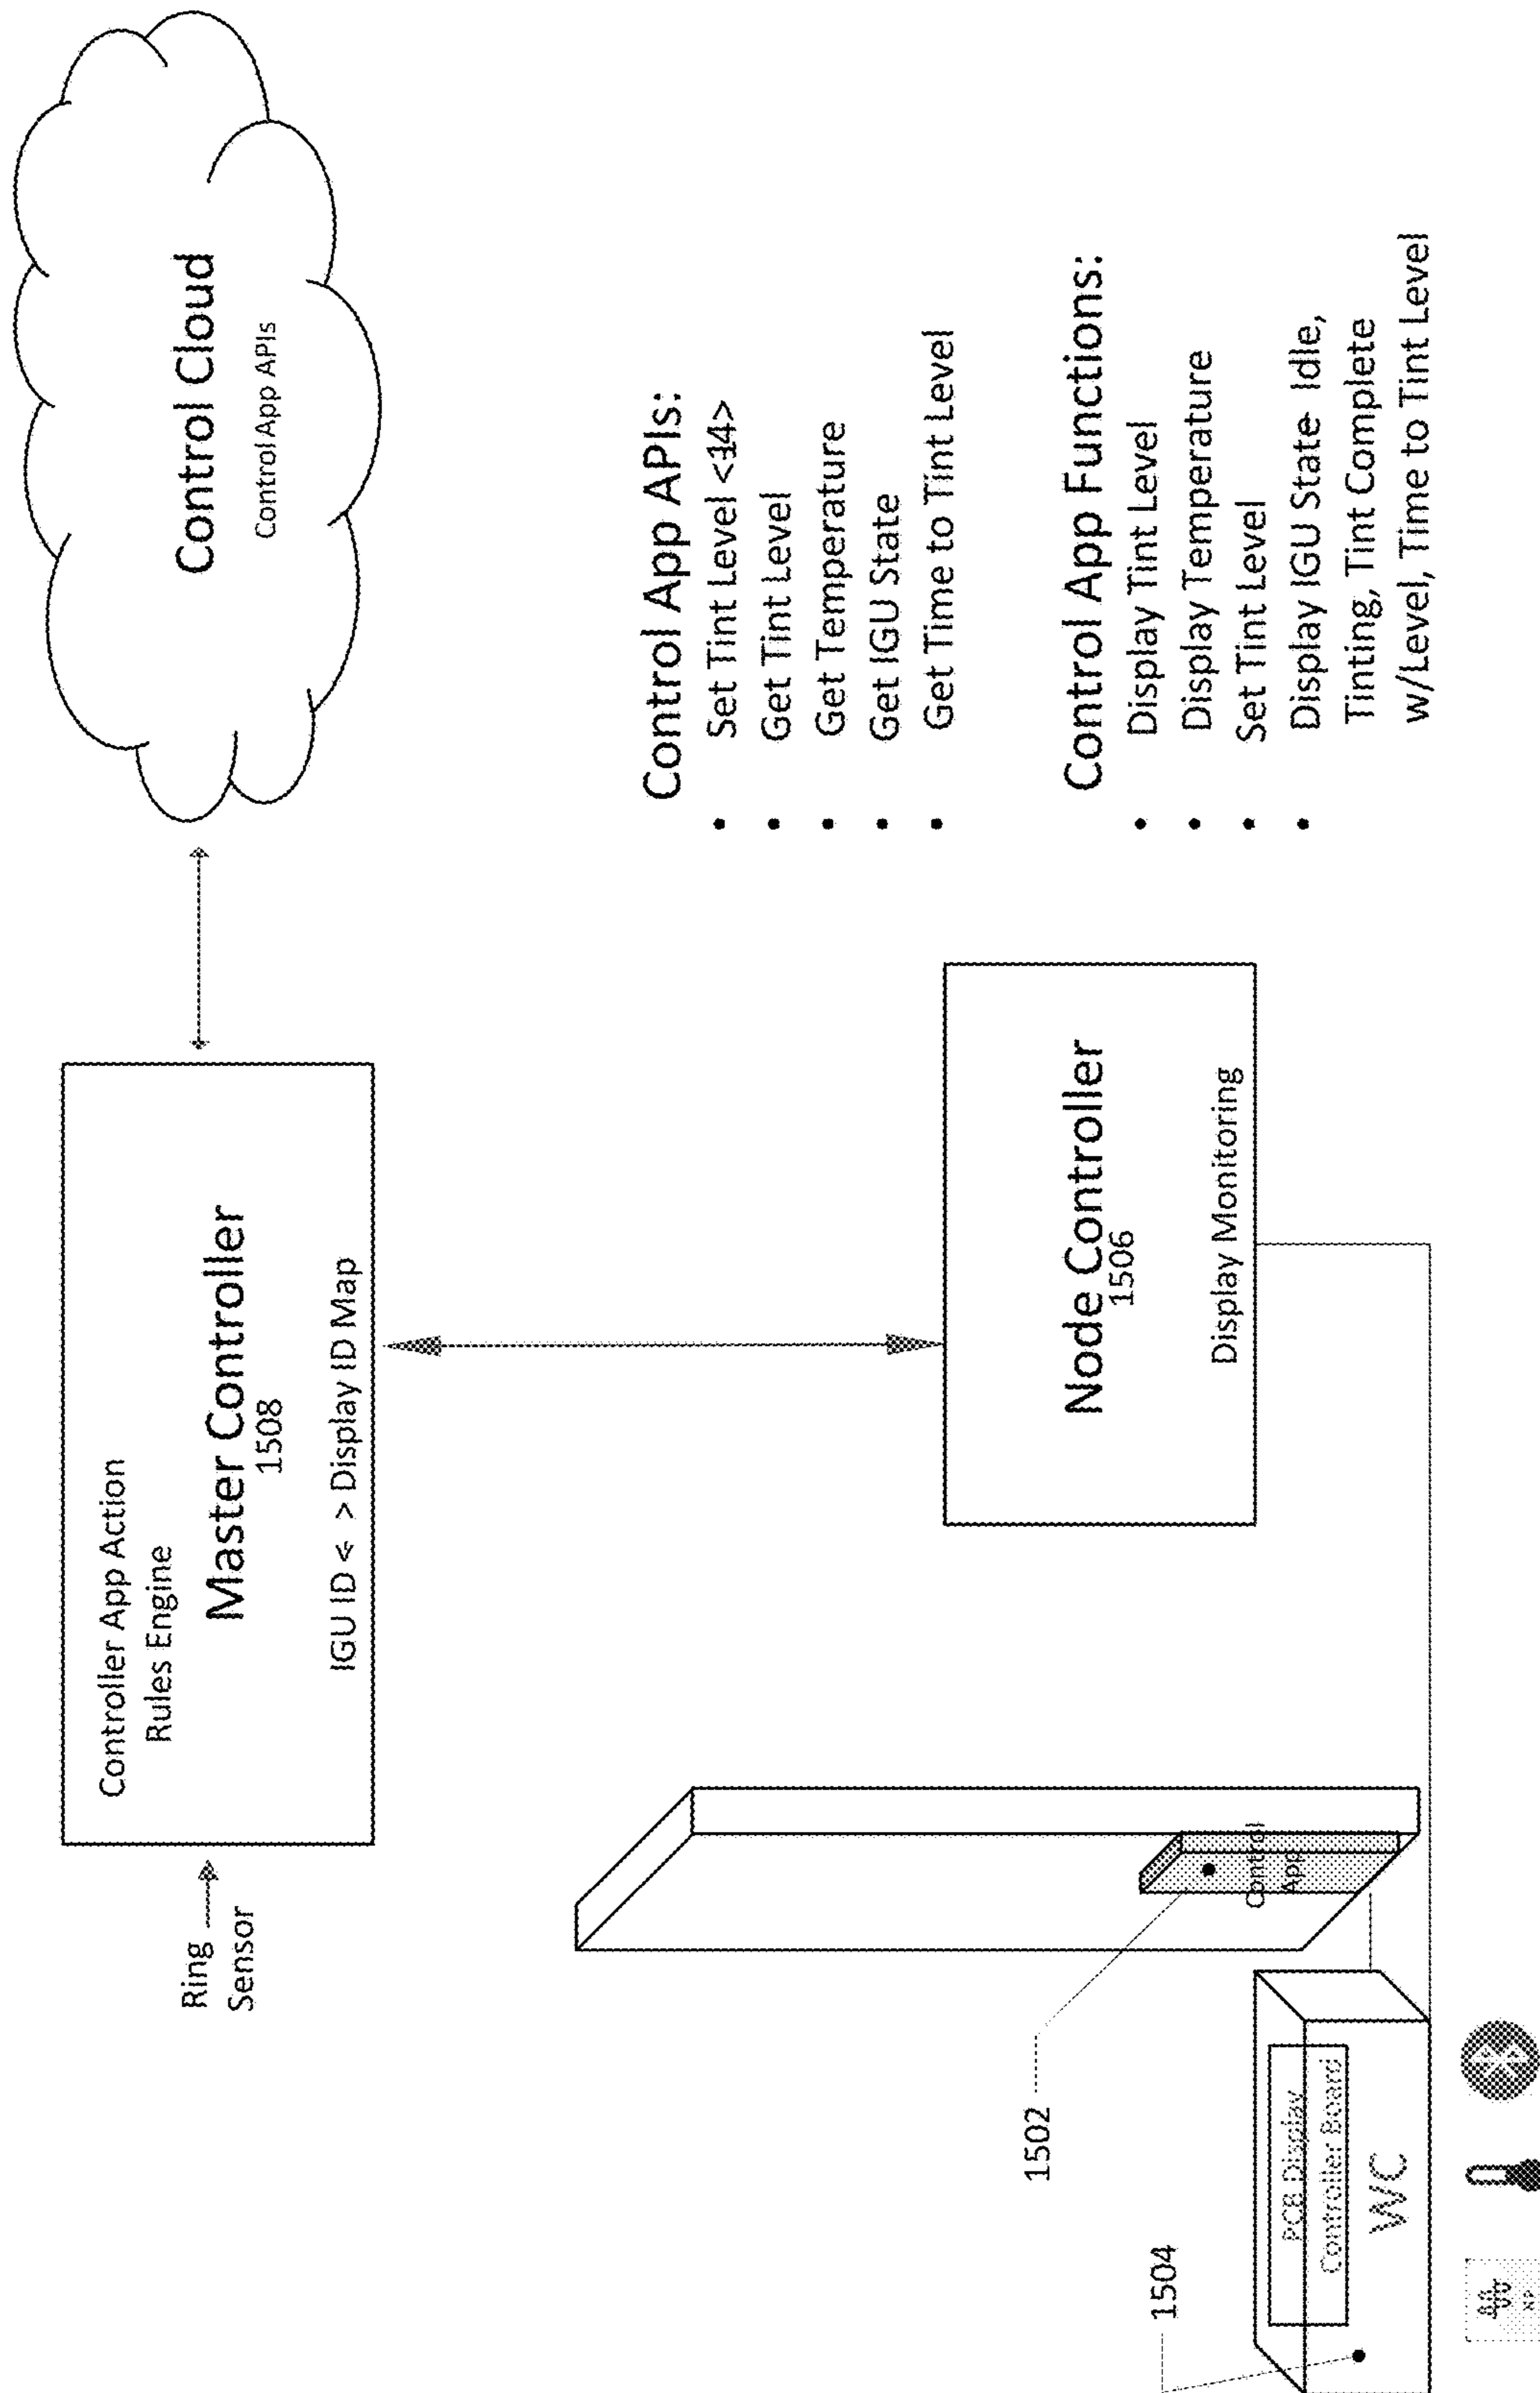 Control Cloud
Control App APIs
Controller App Action
Rules Engine
Master Controller
1508
IGU ID < > Display ID Map
Ring
Sensor
Control App APIs:
• Set Tint Level <14>
• Get Tint Level
• Get Temperature
• Get IGU State
• Get Time to Tint Level
Control App Functions:
• Display Tint Level
• Display Temperature
• Set Tint Level
• Display IGU State Idle,
Tinting, Tint Complete
w/Level, Time to Tint Level
Node Controller
1506
Display Monitoring
Control
App
1502
1504
PCB Display
Controller Board
WC